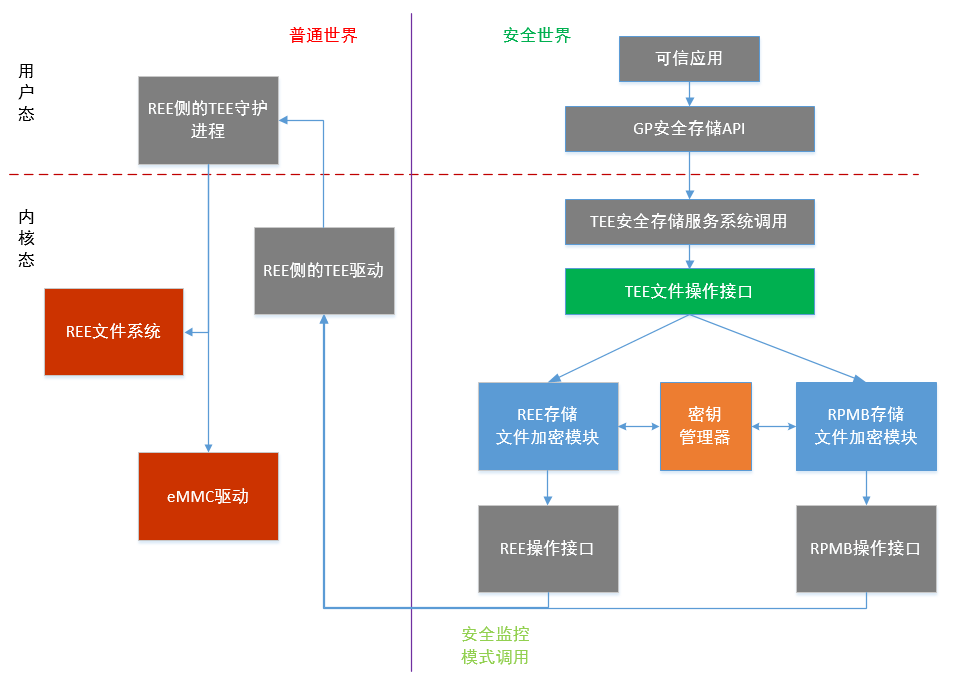 普通世界
安全世界
用
户
态
可信应用
REE侧的TEE守护
进程
GP安全存储API
内
核
态
TEE安全存储服务系统调用
REE侧的TEE驱动
TEE文件操作接口
REE文件系统
REE存储
文件加密模块
密钥
管理器
RPMB存储
文件加密模块
eMMC驱动
REE操作接口
RPMB操作接口
安全监控
模式调用